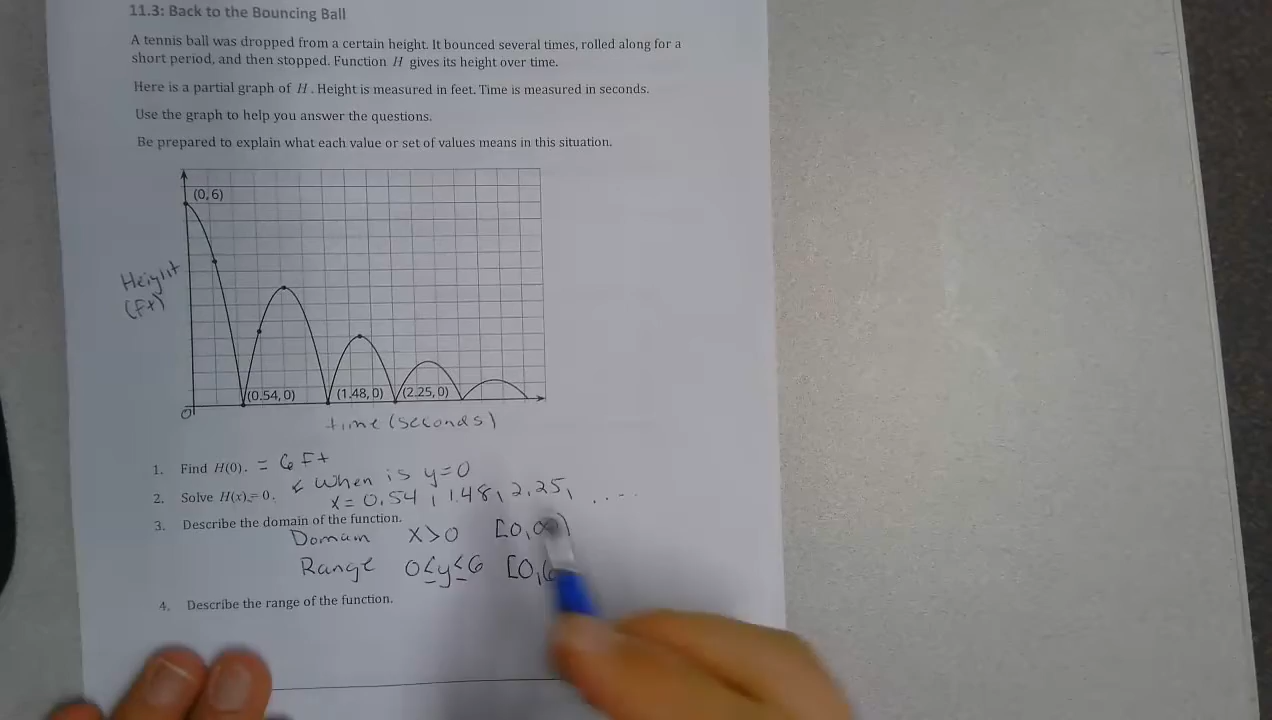 11.3: Back to the Bouncing Ball
A tennis ball was dropped from a certain height. It bounced several times, rolled along for a
short period, and then stopped. Function H gives its height over time.
Here is a partial graph of H. Height is measured in feet. Time is measured in seconds.
Use the graph to help you answer the questions.
Be prepared to explain what each value or set of values means in this situation.
(0,6)
Height
(Ft)
(0.54,0) (1.48,0) (2.25,0)
0
time (seconds)
1. Find H(0). = 6 Ft
When is y=0
2. Solve H(x)=0.
x = 0.54, 1.48, 2.25, ....
3. Describe the domain of the function.
Domain x>0 [0,∞)
Range 0≤y≤6 [0,6
4. Describe the range of the function.